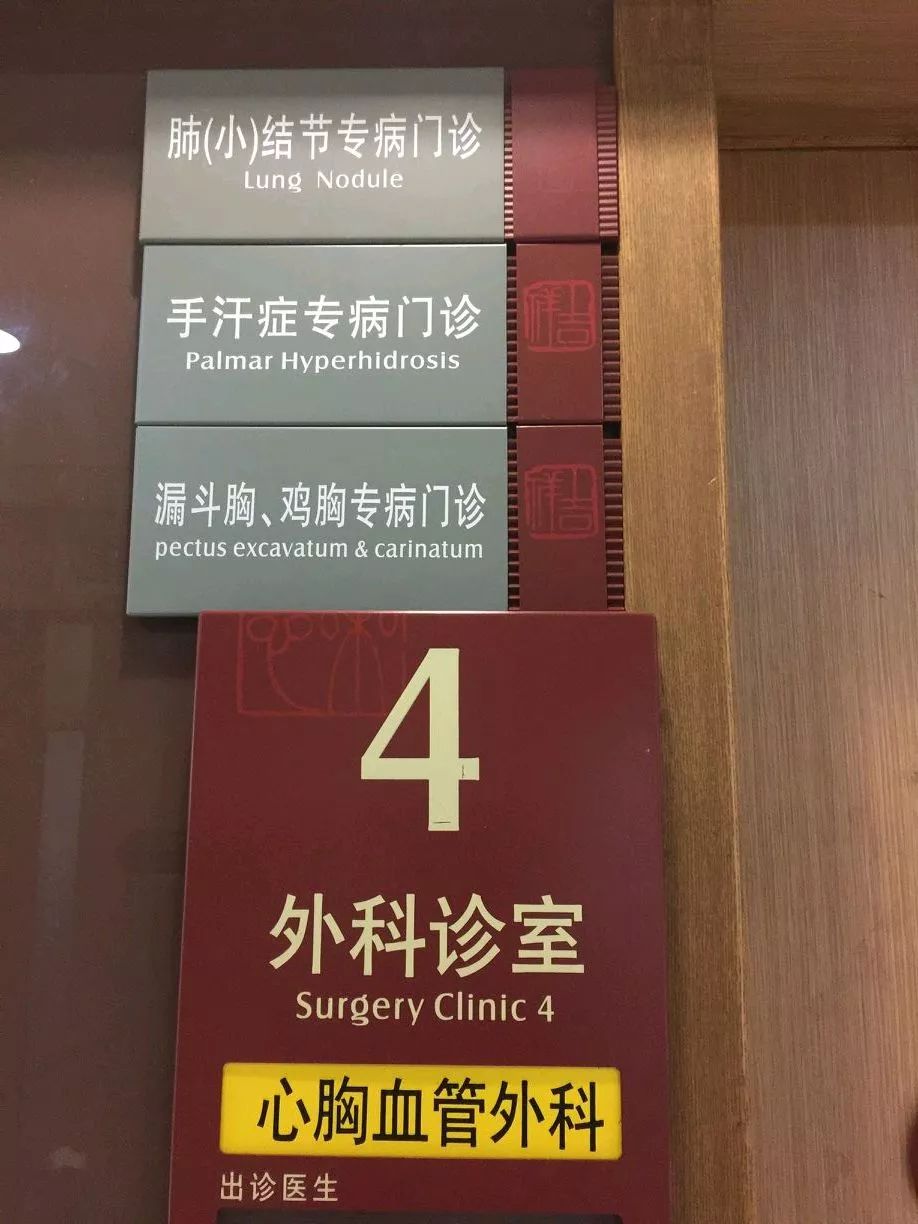 肺(小)结节专病门诊
Lung Nodule
手汗症专病门诊
Palmar Hyperhidrosis
漏斗胸、鸡胸专病门诊
pectus excavatum & carinatum
4
外科诊室
Surgery Clinic 4
心胸血管外科
出诊医生